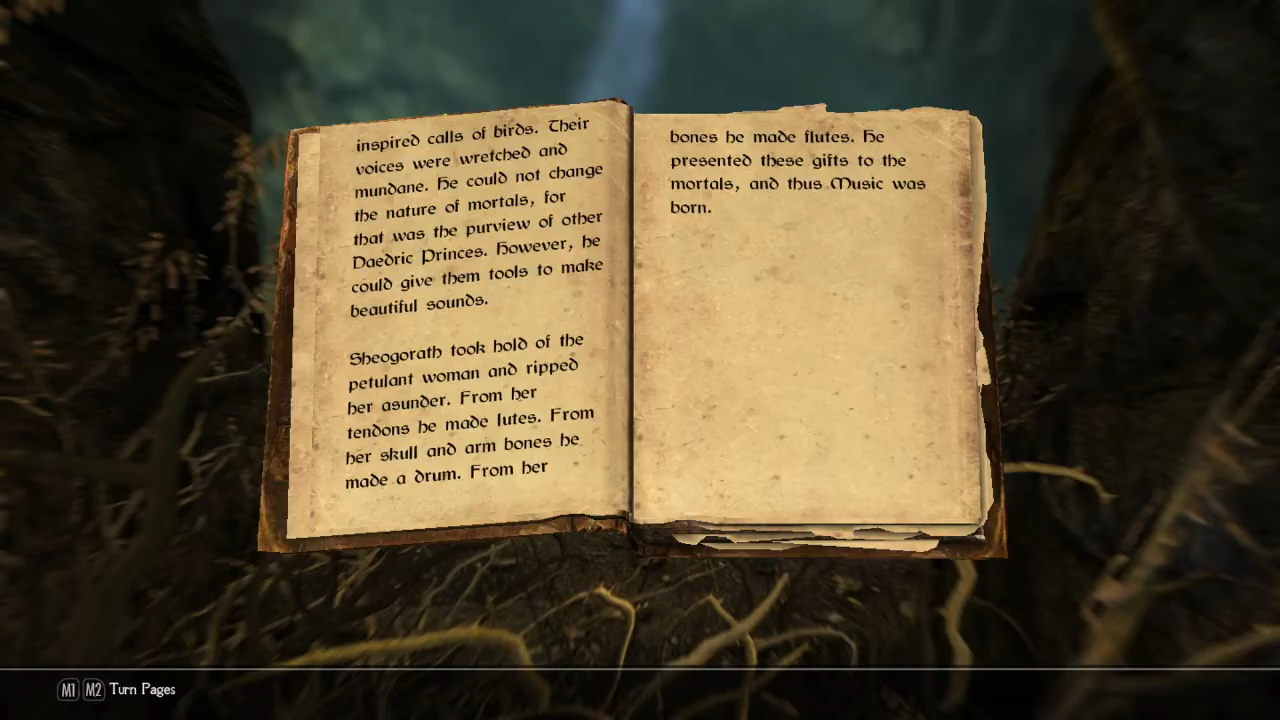 inspired calls of birds. Their
voices were wretched and
mundane. He could not change
the nature of mortals, for
that was the purview of other
Daedric Princes. However, he
could give them tools to make
beautiful sounds.
Sheogorath took hold of the
petulant woman and ripped
her asunder. From her
tendons he made lutes. From
her skull and arm bones he
made a drum. From her
bones he made flutes. He
presented these gifts to the
mortals, and thus Music was
born.
M1 M2 Turn Pages